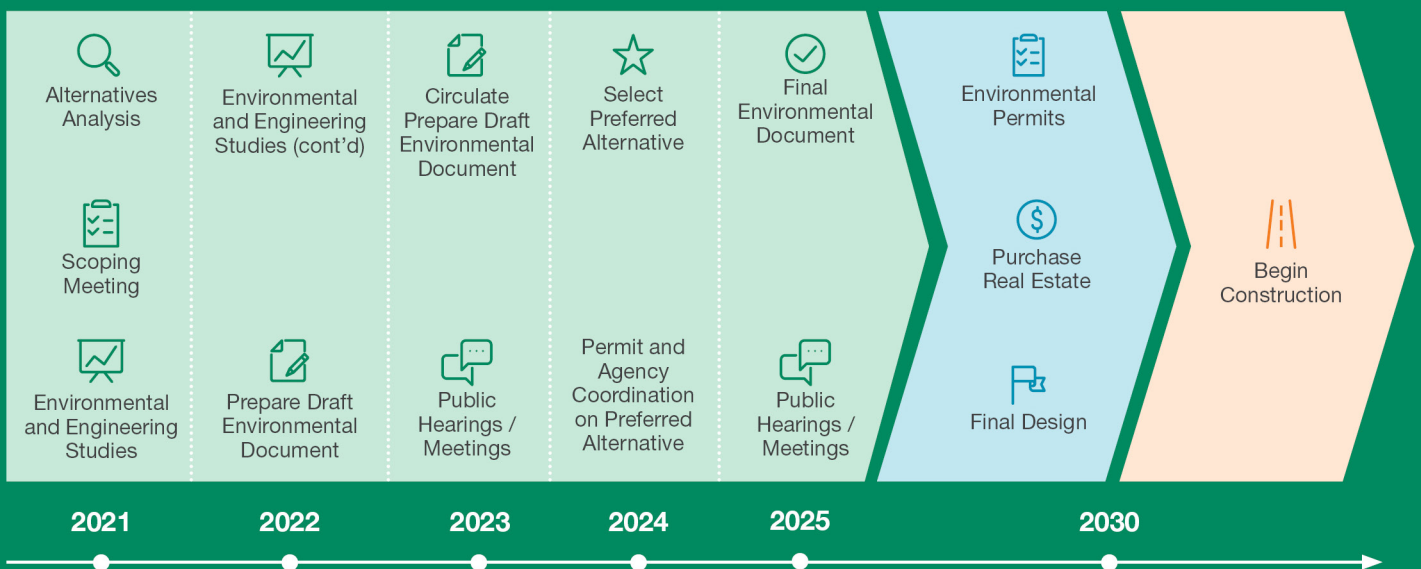 Alternatives
Analysis
Scoping
Meeting
Environmental
and Engineering
Studies
Environmental
and Engineering
Studies (cont’d)
Prepare Draft
Environmental
Document
Circulate
Prepare Draft
Environmental
Document
Public
Hearings /
Meetings
Select
Preferred
Alternative
Permit and
Agency
Coordination
on Preferred
Alternative
Final
Environmental
Document
Public
Hearings /
Meetings
Environmental
Permits
$
Purchase
Real Estate
Final Design
Begin
Construction
2021
2022
2023
2024
2025
2030